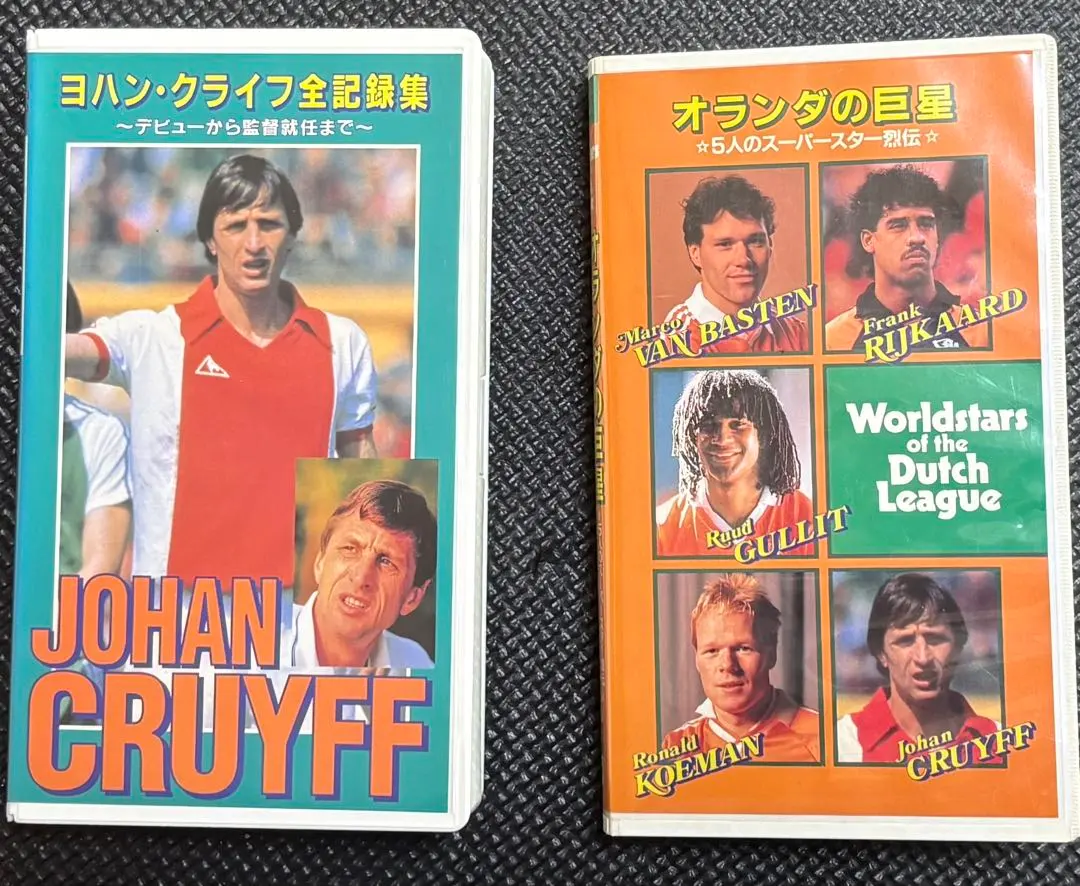 ヨハン・クライフ全記録集
～デビューから監督就任まで～
JOHAN
CRUYFF
オランダの巨星
☆5人のスーパースター烈伝☆
Marco
VAN BASTEN
Frank
RIJKAARD
Ruud
GULLIT
Worldstars
of the
Dutch
League
Ronald
KOEMAN
Johan
CRUYFF